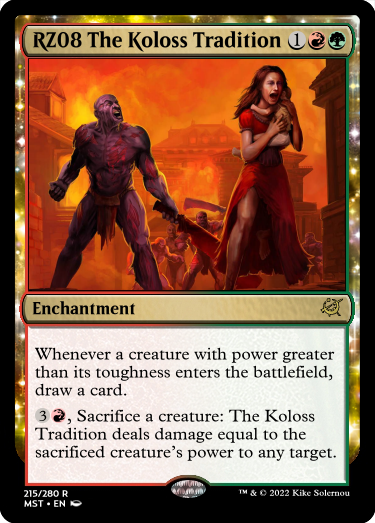 RZ08 The Koloss Tradition 1
Enchantment
Whenever a creature with power greater
than its toughness enters the battlefield,
draw a card.
3, Sacrifice a creature: The Koloss
Tradition deals damage equal to the
sacrificed creature's power to any target.
215/280 R
MST • EN
™ & © 2022 Kike Solernou